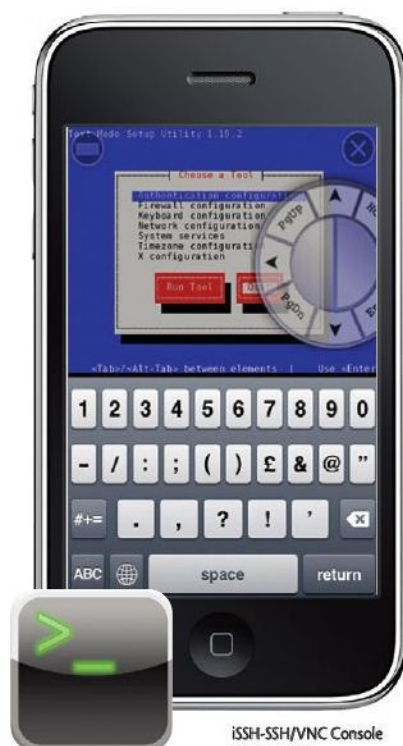 Text Mode Setup Utility 1.19.2
Choose a Tool
Authentication configuration
Firewall configuration
Keyboard configuration
Network configuration
System services
Timezone configuration
X configuration
Run Tool
PgUp
PgDn
<Tab>/<Alt-Tab> between elements | Use <Enter
1 2 3 4 5 6 7 8 9 0
- / : ; ( ) £ & @ "
#+= . , ? ! '
ABC space return
>_
iSSH-SSH/VNC Console